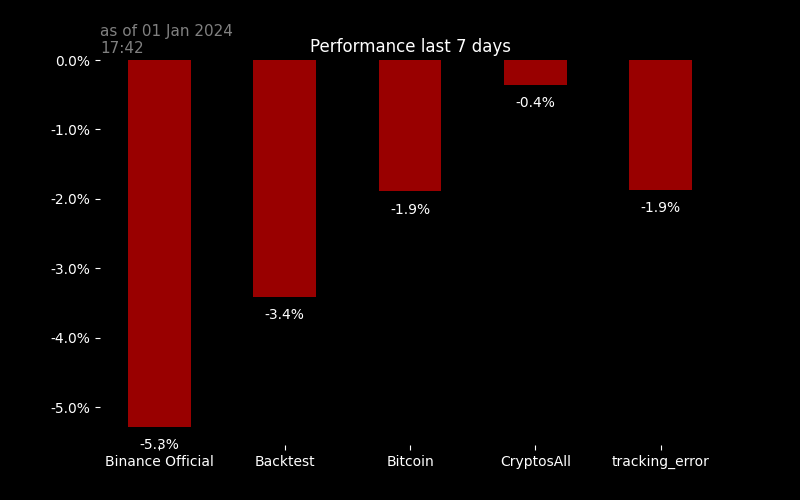 as of 01 Jan 2024
17:42
Performance last 7 days
0.0%
-1.0%
-2.0%
-3.0%
-4.0%
-5.0%
-5.3%
-3.4%
-1.9%
-0.4%
-1.9%
Binance Official
Backtest
Bitcoin
CryptosAll
tracking_error